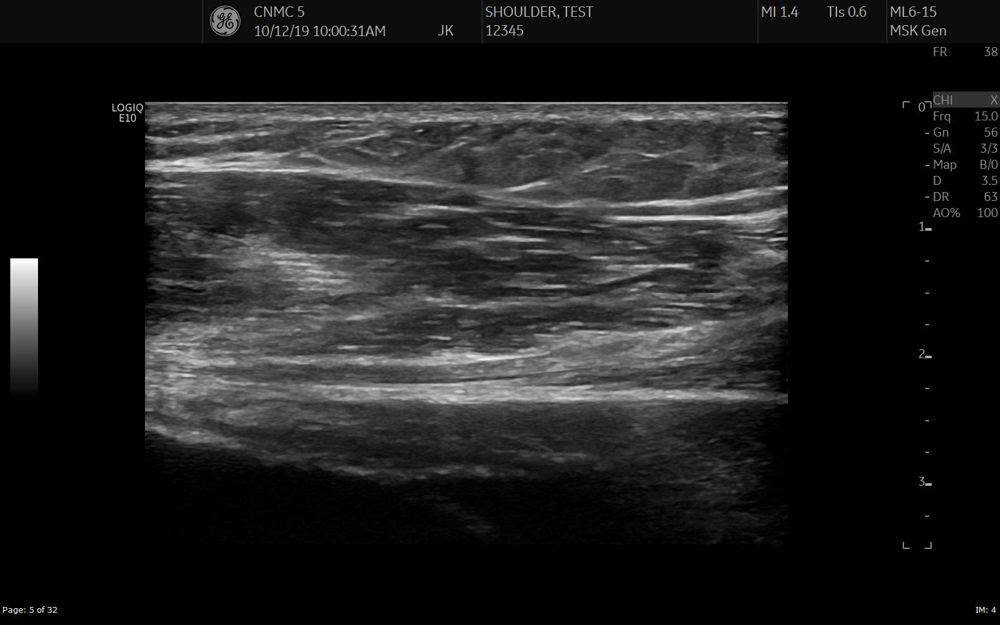 CNMC 5
10/12/19 10:00:31AM JK
SHOULDER, TEST
12345
MI 1.4 TIs 0.6
ML6-15
MSK Gen
FR 38
LOGIQ
E10
CHI X
Frq 15.0
Gn 56
S/A 3/3
Map B/0
D 3.5
DR 63
AO% 100
0
1
2
3
Page: 5 of 32
IM: 4